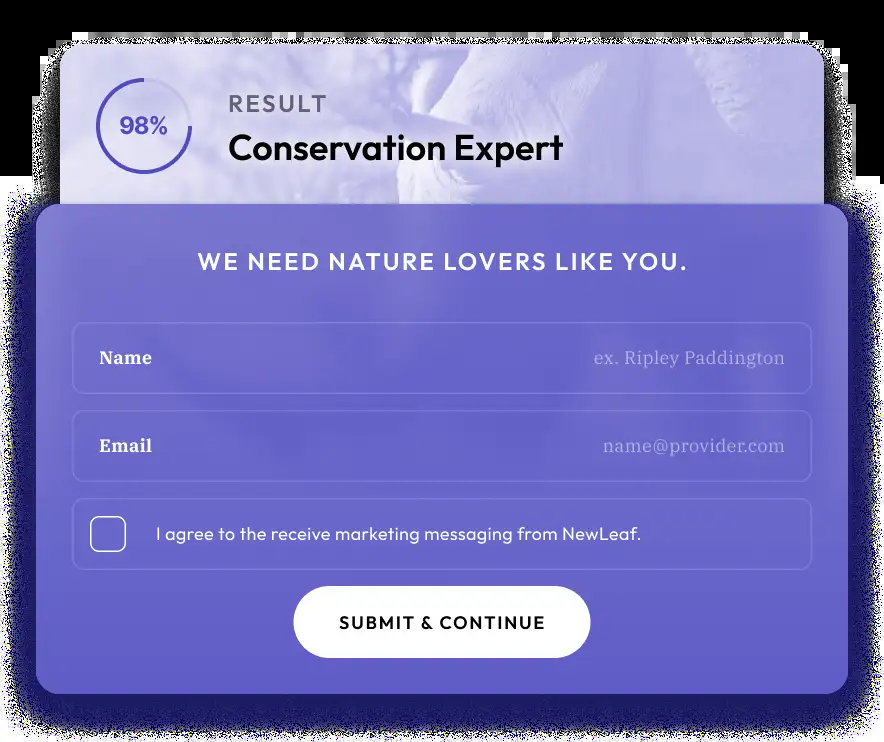 98%
RESULT
Conservation Expert
WE NEED NATURE LOVERS LIKE YOU.
Name
ex. Ripley Paddington
Email
name@provider.com
I agree to the receive marketing messaging from NewLeaf.
SUBMIT & CONTINUE